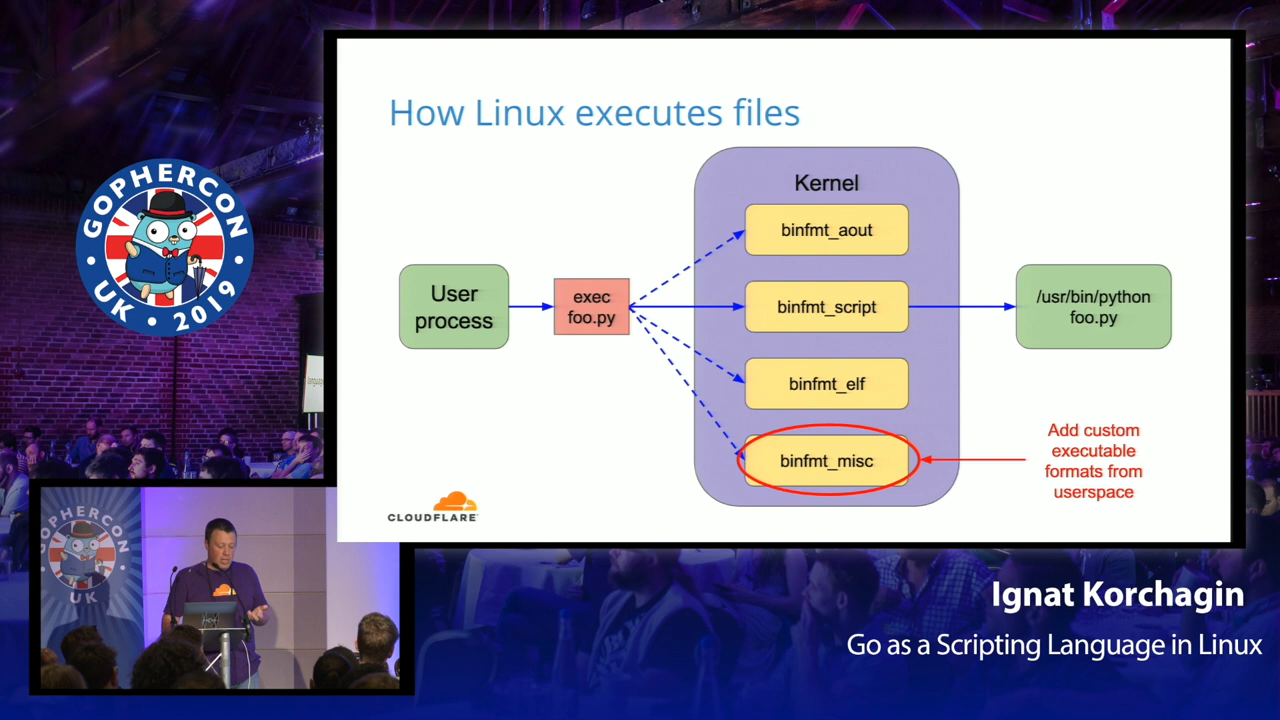 How Linux executes files
Kernel
binfmt_aout
User
process
exec
foo.py
binfmt_script
/usr/bin/python
foo.py
binfmt_elf
binfmt_misc
Add custom
executable
formats from
userspace
CLOUDFLARE
GOPHERCON
UK 2019
GOPHERCON
UK
Ignat Korchagin
Go as a Scripting Language in Linux